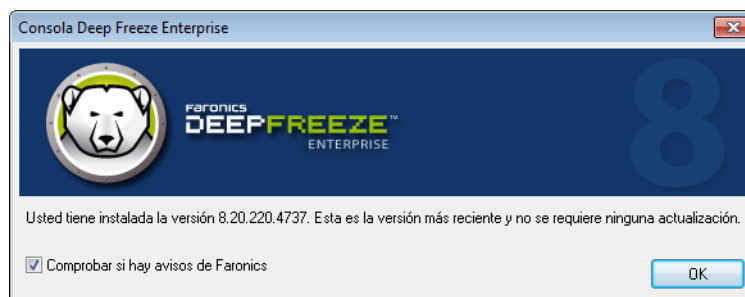 Consola Deep Freeze Enterprise
Faronics
DEEPFREEZE™
ENTERPRISE
8
Usted tiene instalada la versión 8.20.220.4737. Esta es la versión más reciente y no se requiere ninguna actualización.
Comprobar si hay avisos de Faronics
OK